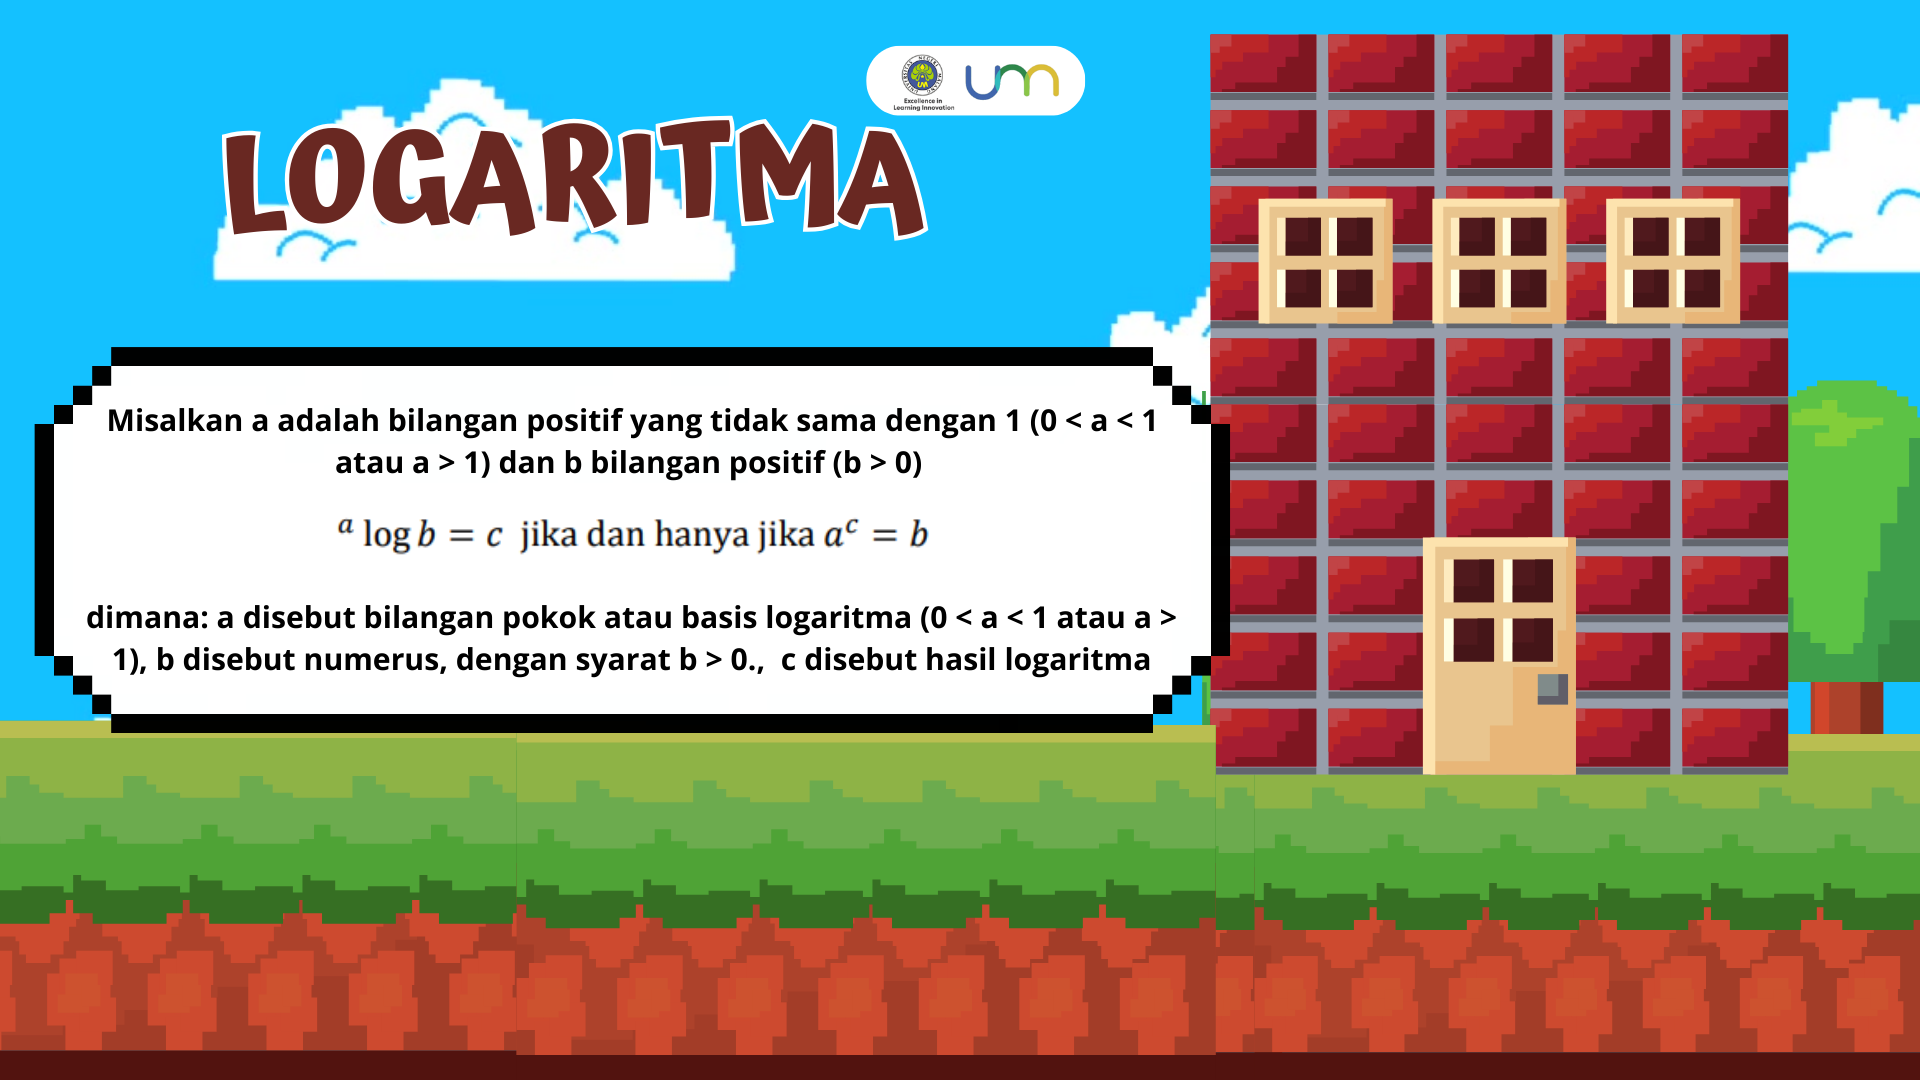 Excellence in
Learning Innovation
um
LOGARITMA
Misalkan a adalah bilangan positif yang tidak sama dengan 1 (0 < a < 1
atau a > 1) dan b bilangan positif (b > 0)
ᵃ log b = c  jika dan hanya jika aᶜ = b
dimana: a disebut bilangan pokok atau basis logaritma (0 < a < 1 atau a >
1), b disebut numerus, dengan syarat b > 0.,  c disebut hasil logaritma